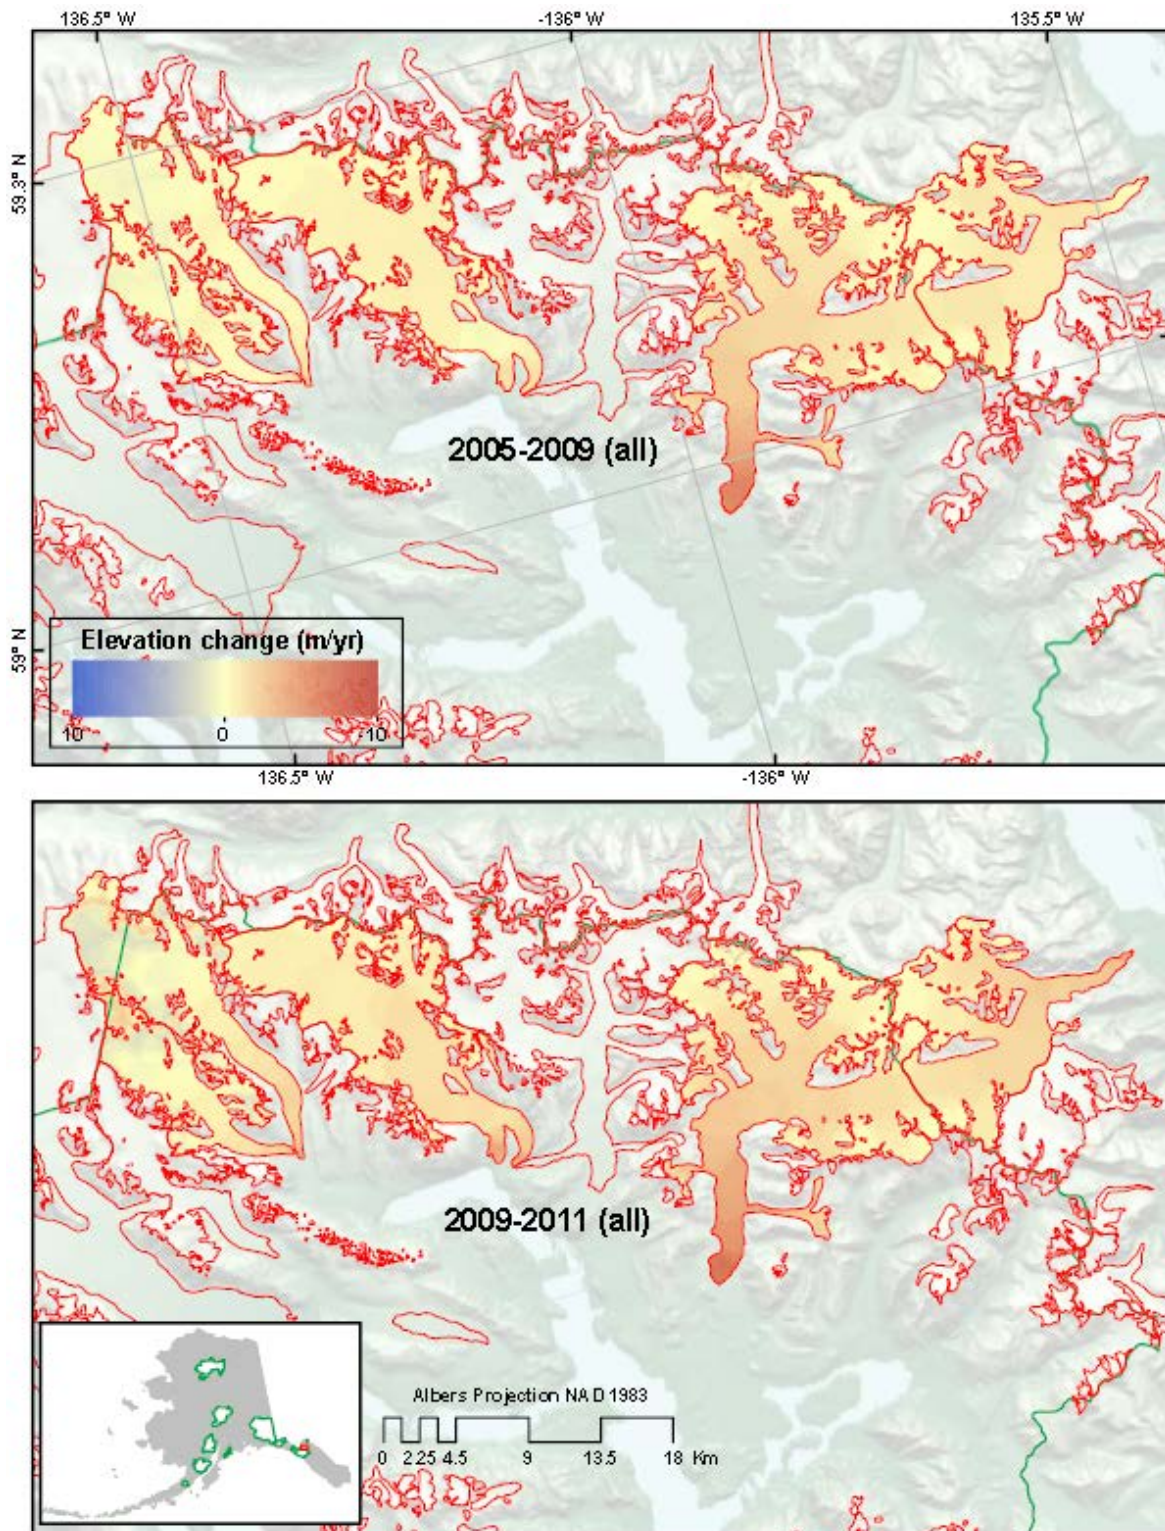 136.5° W
-136° W
135.5° W
59.3° N
2005-2009 (all)
59° N
Elevation change (m/yr)
10 0 -10
136.5° W
-136° W
2009-2011 (all)
Albers Projection NAD 1983
0 2.25 4.5 9 13.5 18 Km